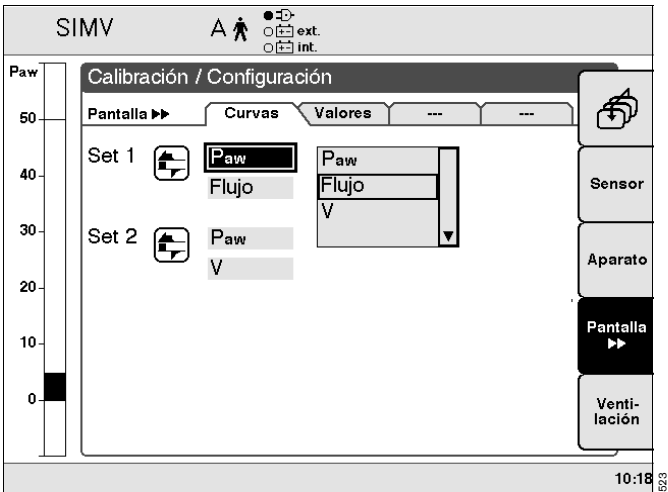 SIMV
A
ext.
int.
Paw
50
40
30
20
10
0
Calibración / Configuración
Pantalla ▶▶
Curvas
Valores
---
---
Set 1
Paw
Flujo
Paw
Flujo
V
▼
Set 2
Paw
V
Sensor
Aparato
Pantalla
▶▶
Venti-
lación
10:18
523